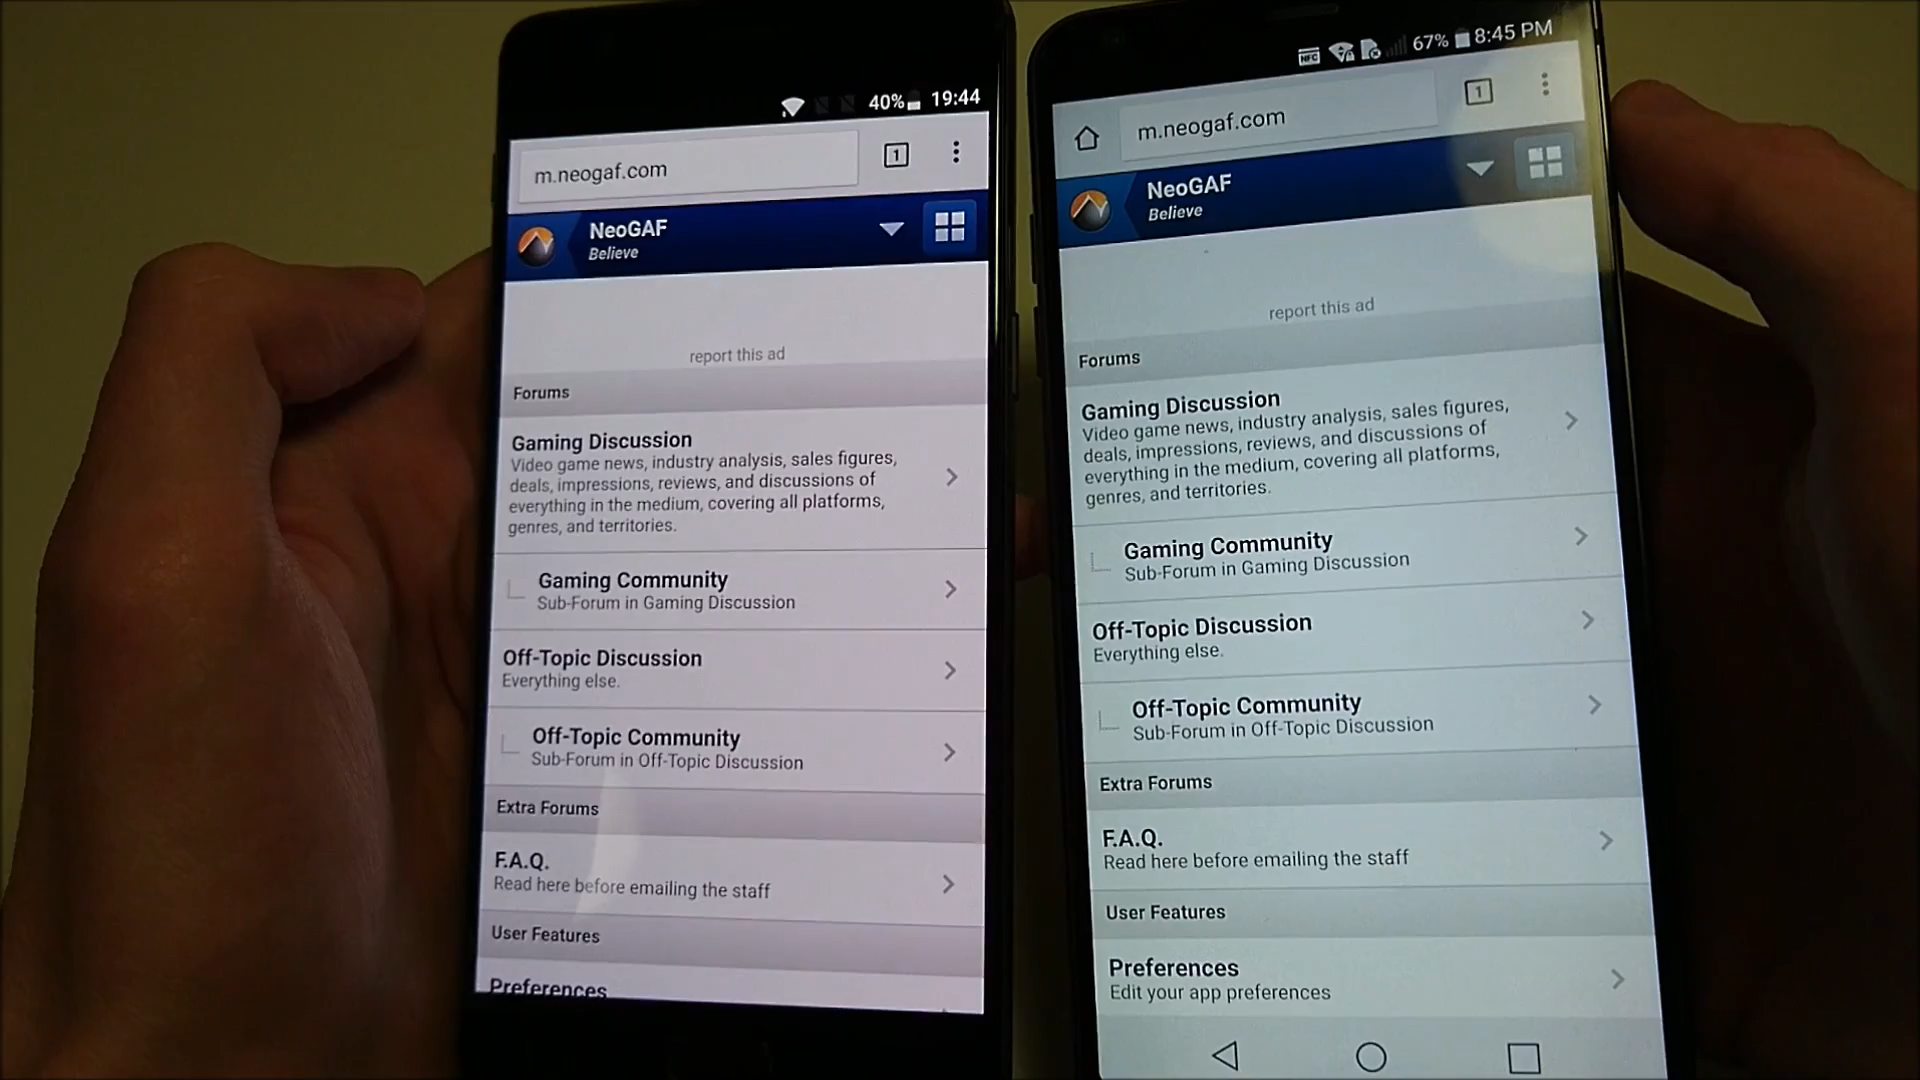 40% 19:44
1
m.neogaf.com
NeoGAF
Believe
report this ad
Forums
Gaming Discussion
Video game news, industry analysis, sales figures,
deals, impressions, reviews, and discussions of
everything in the medium, covering all platforms,
genres, and territories.
Gaming Community
Sub-Forum in Gaming Discussion
Off-Topic Discussion
Everything else.
Off-Topic Community
Sub-Forum in Off-Topic Discussion
Extra Forums
F.A.Q.
Read here before emailing the staff
User Features
Preferences
NFC 67% 8:45 PM
1
m.neogaf.com
NeoGAF
Believe
report this ad
Forums
Gaming Discussion
Video game news, industry analysis, sales figures,
deals, impressions, reviews, and discussions of
everything in the medium, covering all platforms,
genres, and territories.
Gaming Community
Sub-Forum in Gaming Discussion
Off-Topic Discussion
Everything else.
Off-Topic Community
Sub-Forum in Off-Topic Discussion
Extra Forums
F.A.Q.
Read here before emailing the staff
User Features
Preferences
Edit your app preferences